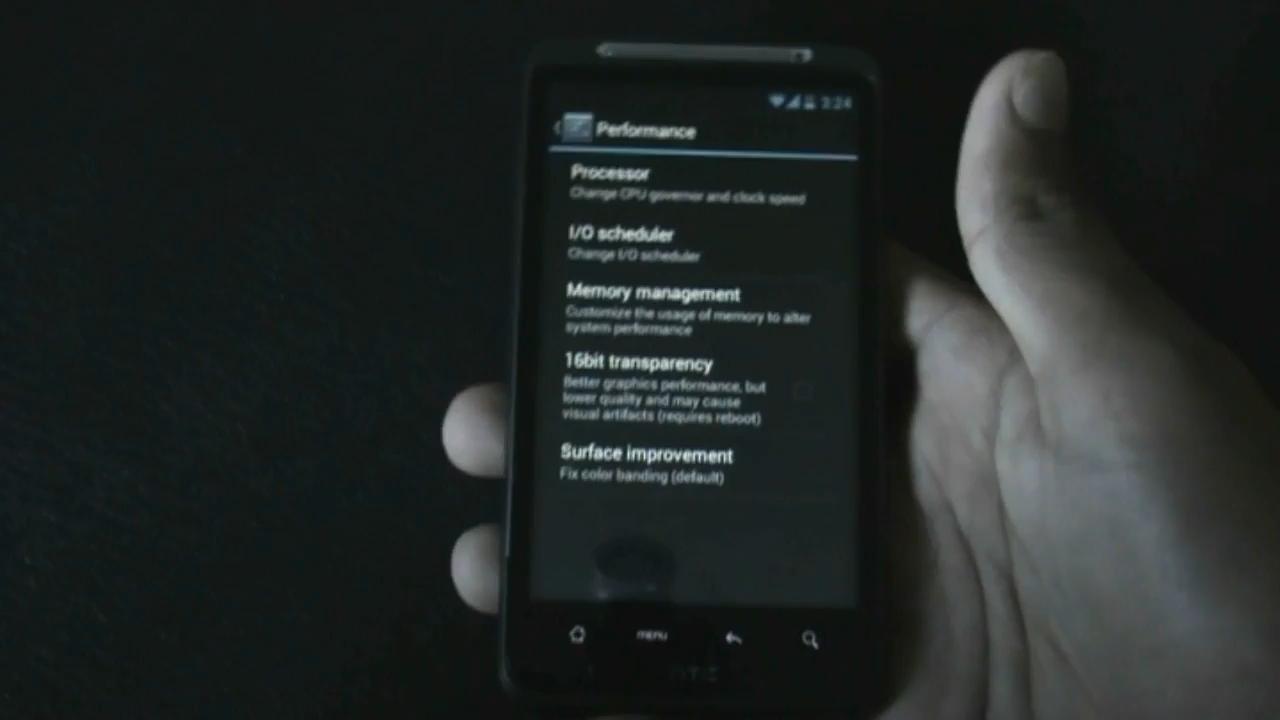 3:24
Performance
Processor
Change CPU governor and clock speed
I/O scheduler
Change I/O scheduler
Memory management
Customize the usage of memory to alter
system performance
16bit transparency
Better graphics performance, but
lower quality and may cause
visual artifacts (requires reboot)
Surface improvement
Fix color banding (default)
MENU
HTC